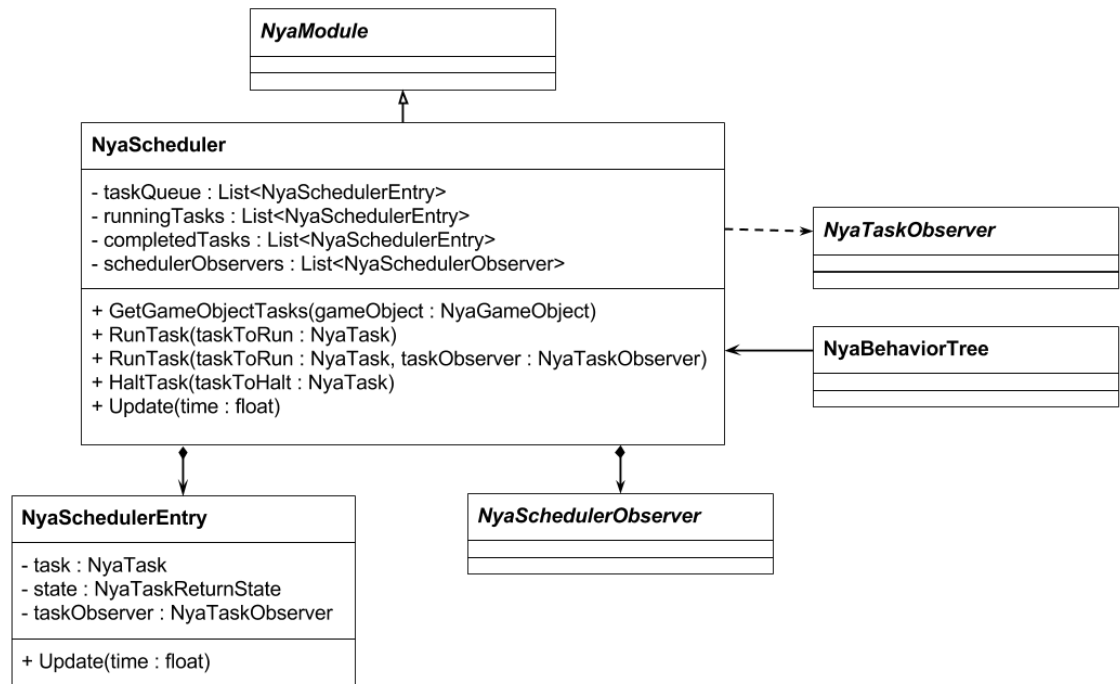 NyaModule
NyaScheduler
- taskQueue : List<NyaSchedulerEntry>
- runningTasks : List<NyaSchedulerEntry>
- completedTasks : List<NyaSchedulerEntry>
- schedulerObservers : List<NyaSchedulerObserver>
+ GetGameObjectTasks(gameObject : NyaGameObject)
+ RunTask(taskToRun : NyaTask)
+ RunTask(taskToRun : NyaTask, taskObserver : NyaTaskObserver)
+ HaltTask(taskToHalt : NyaTask)
+ Update(time : float)
NyaTaskObserver
NyaBehaviorTree
NyaSchedulerEntry
- task : NyaTask
- state : NyaTaskReturnState
- taskObserver : NyaTaskObserver
+ Update(time : float)
NyaSchedulerObserver